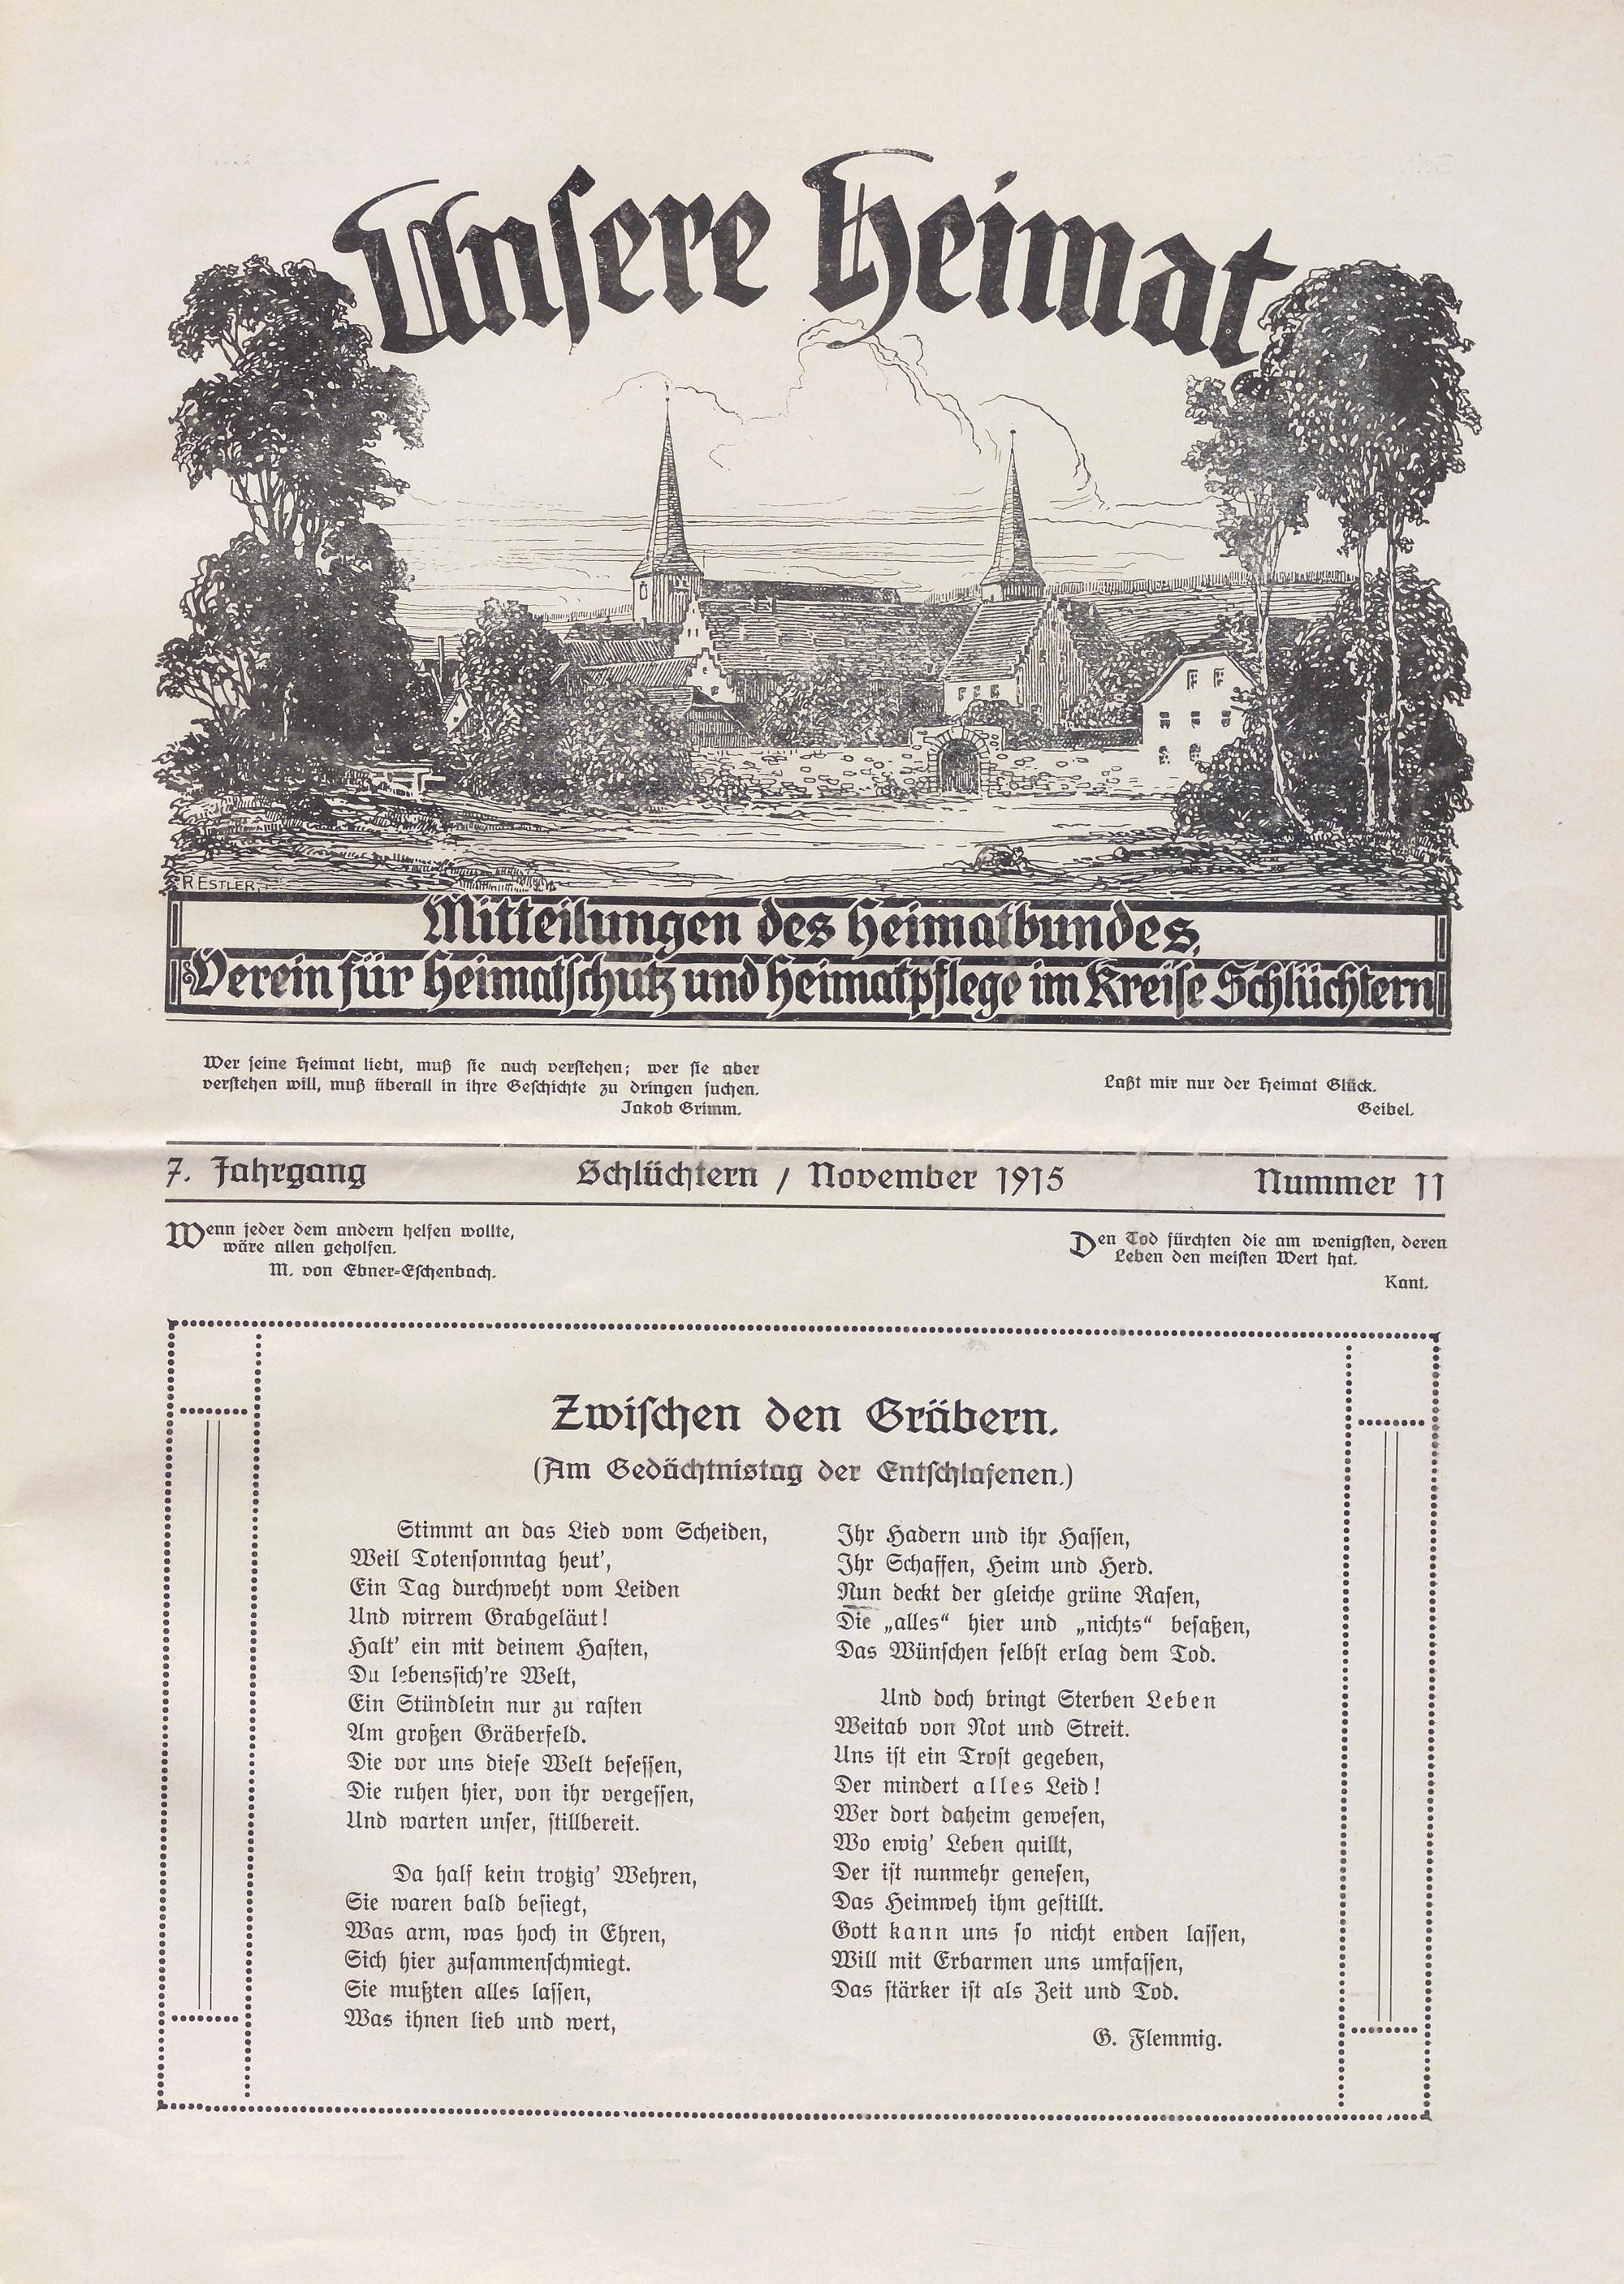 Unsere Heimat
R. ESTLER.
Mitteilungen des Heimatbundes,
Verein für Heimatschutz und Heimatpflege im Kreise Schlüchtern
Wer seine Heimat liebt, muß sie auch verstehen; wer sie aber
verstehen will, muß überall in ihre Geschichte zu dringen suchen.
Jakob Grimm.
Laßt mir nur der Heimat Glück.
Geibel.
7. Jahrgang Schlüchtern / November 1915 Nummer 11
Wenn jeder dem andern helfen wollte,
wäre allen geholfen.
M. von Ebner-Eschenbach.
Den Tod fürchten die am wenigsten, deren
Leben den meisten Wert hat.
Kant.
Zwischen den Gräbern.
(Am Gedächtnistag der Entschlafenen.)
Stimmt an das Lied vom Scheiden,
Weil Totensonntag heut',
Ein Tag durchweht vom Leiden
Und wirrem Grabgeläut!
Halt' ein mit deinem Hasten,
Du lebenssich're Welt,
Ein Stündlein nur zu rasten
Am großen Gräberfeld.
Die vor uns diese Welt besessen,
Die ruhen hier, von ihr vergessen,
Und warten unser, stillbereit.
Da half kein trotzig' Wehren,
Sie waren bald besiegt,
Was arm, was hoch in Ehren,
Sich hier zusammenschmiegt.
Sie mußten alles lassen,
Was ihnen lieb und wert,
Ihr Hadern und ihr Hassen,
Ihr Schaffen, Heim und Herd.
Nun deckt der gleiche grüne Rasen,
Die „alles“ hier und „nichts“ besaßen,
Das Wünschen selbst erlag dem Tod.
Und doch bringt Sterben Leben
Weitab von Not und Streit.
Uns ist ein Trost gegeben,
Der mindert alles Leid!
Wer dort daheim gewesen,
Wo ewig' Leben quillt,
Der ist nunmehr genesen,
Das Heimweh ihm gestillt.
Gott kann uns so nicht enden lassen,
Will mit Erbarmen uns umfassen,
Das stärker ist als Zeit und Tod.
G. Flemmig.